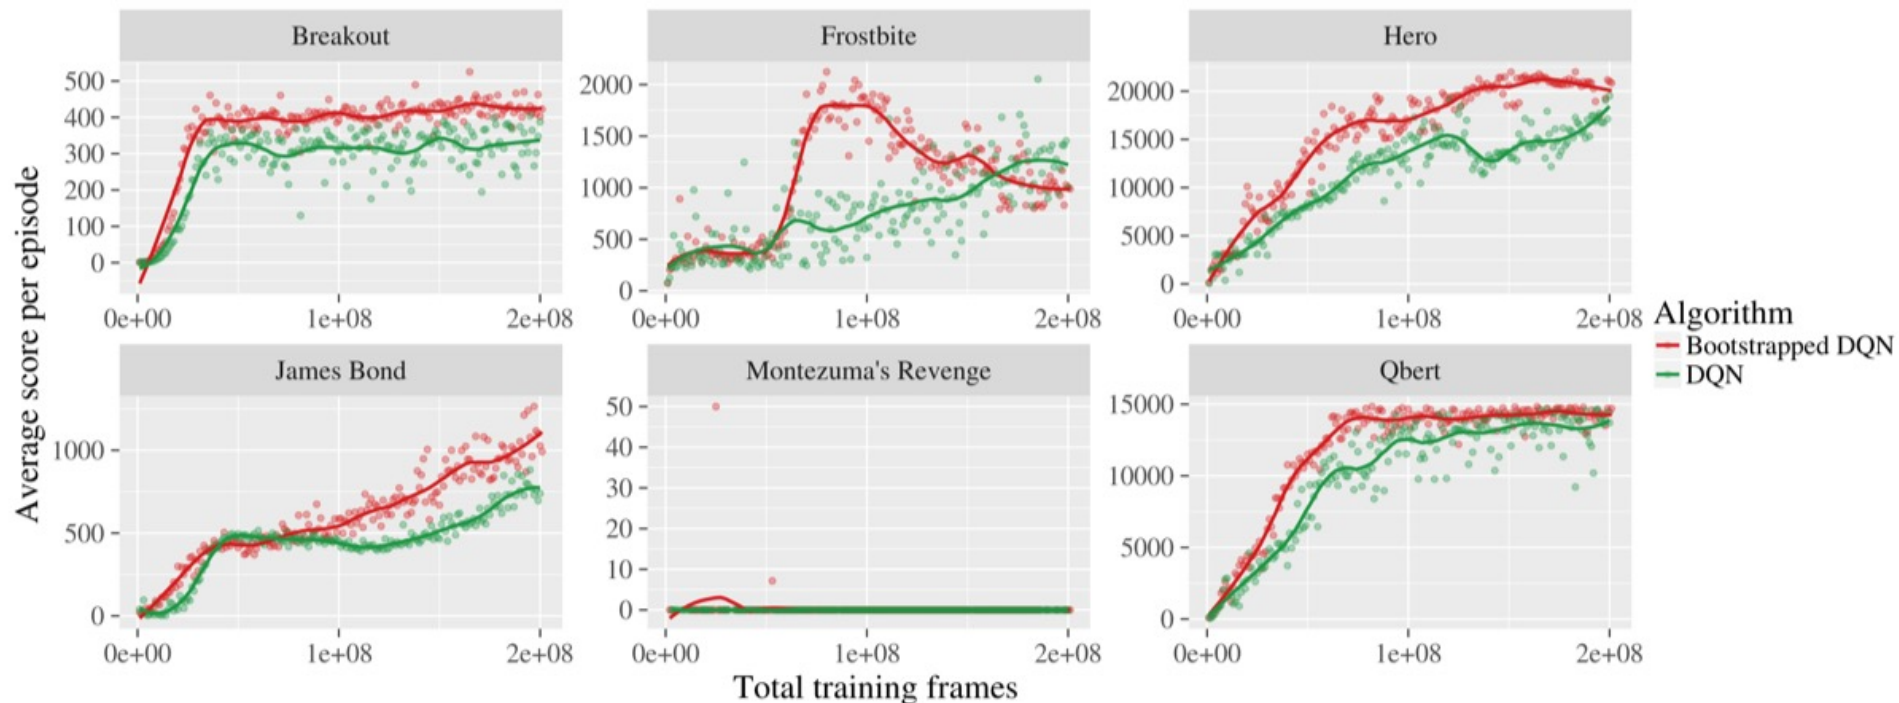 Breakout
Frostbite
Hero
500
400
300
200
100
0
2000
1500
1000
500
0
20000
15000
10000
5000
0
0e+00 1e+08 2e+08
0e+00 1e+08 2e+08
0e+00 1e+08 2e+08
Average score per episode
James Bond
Montezuma's Revenge
Qbert
1000
500
0
50
40
30
20
10
0
15000
10000
5000
0
0e+00 1e+08 2e+08
0e+00 1e+08 2e+08
0e+00 1e+08 2e+08
Total training frames
Algorithm
Bootstrapped DQN
DQN